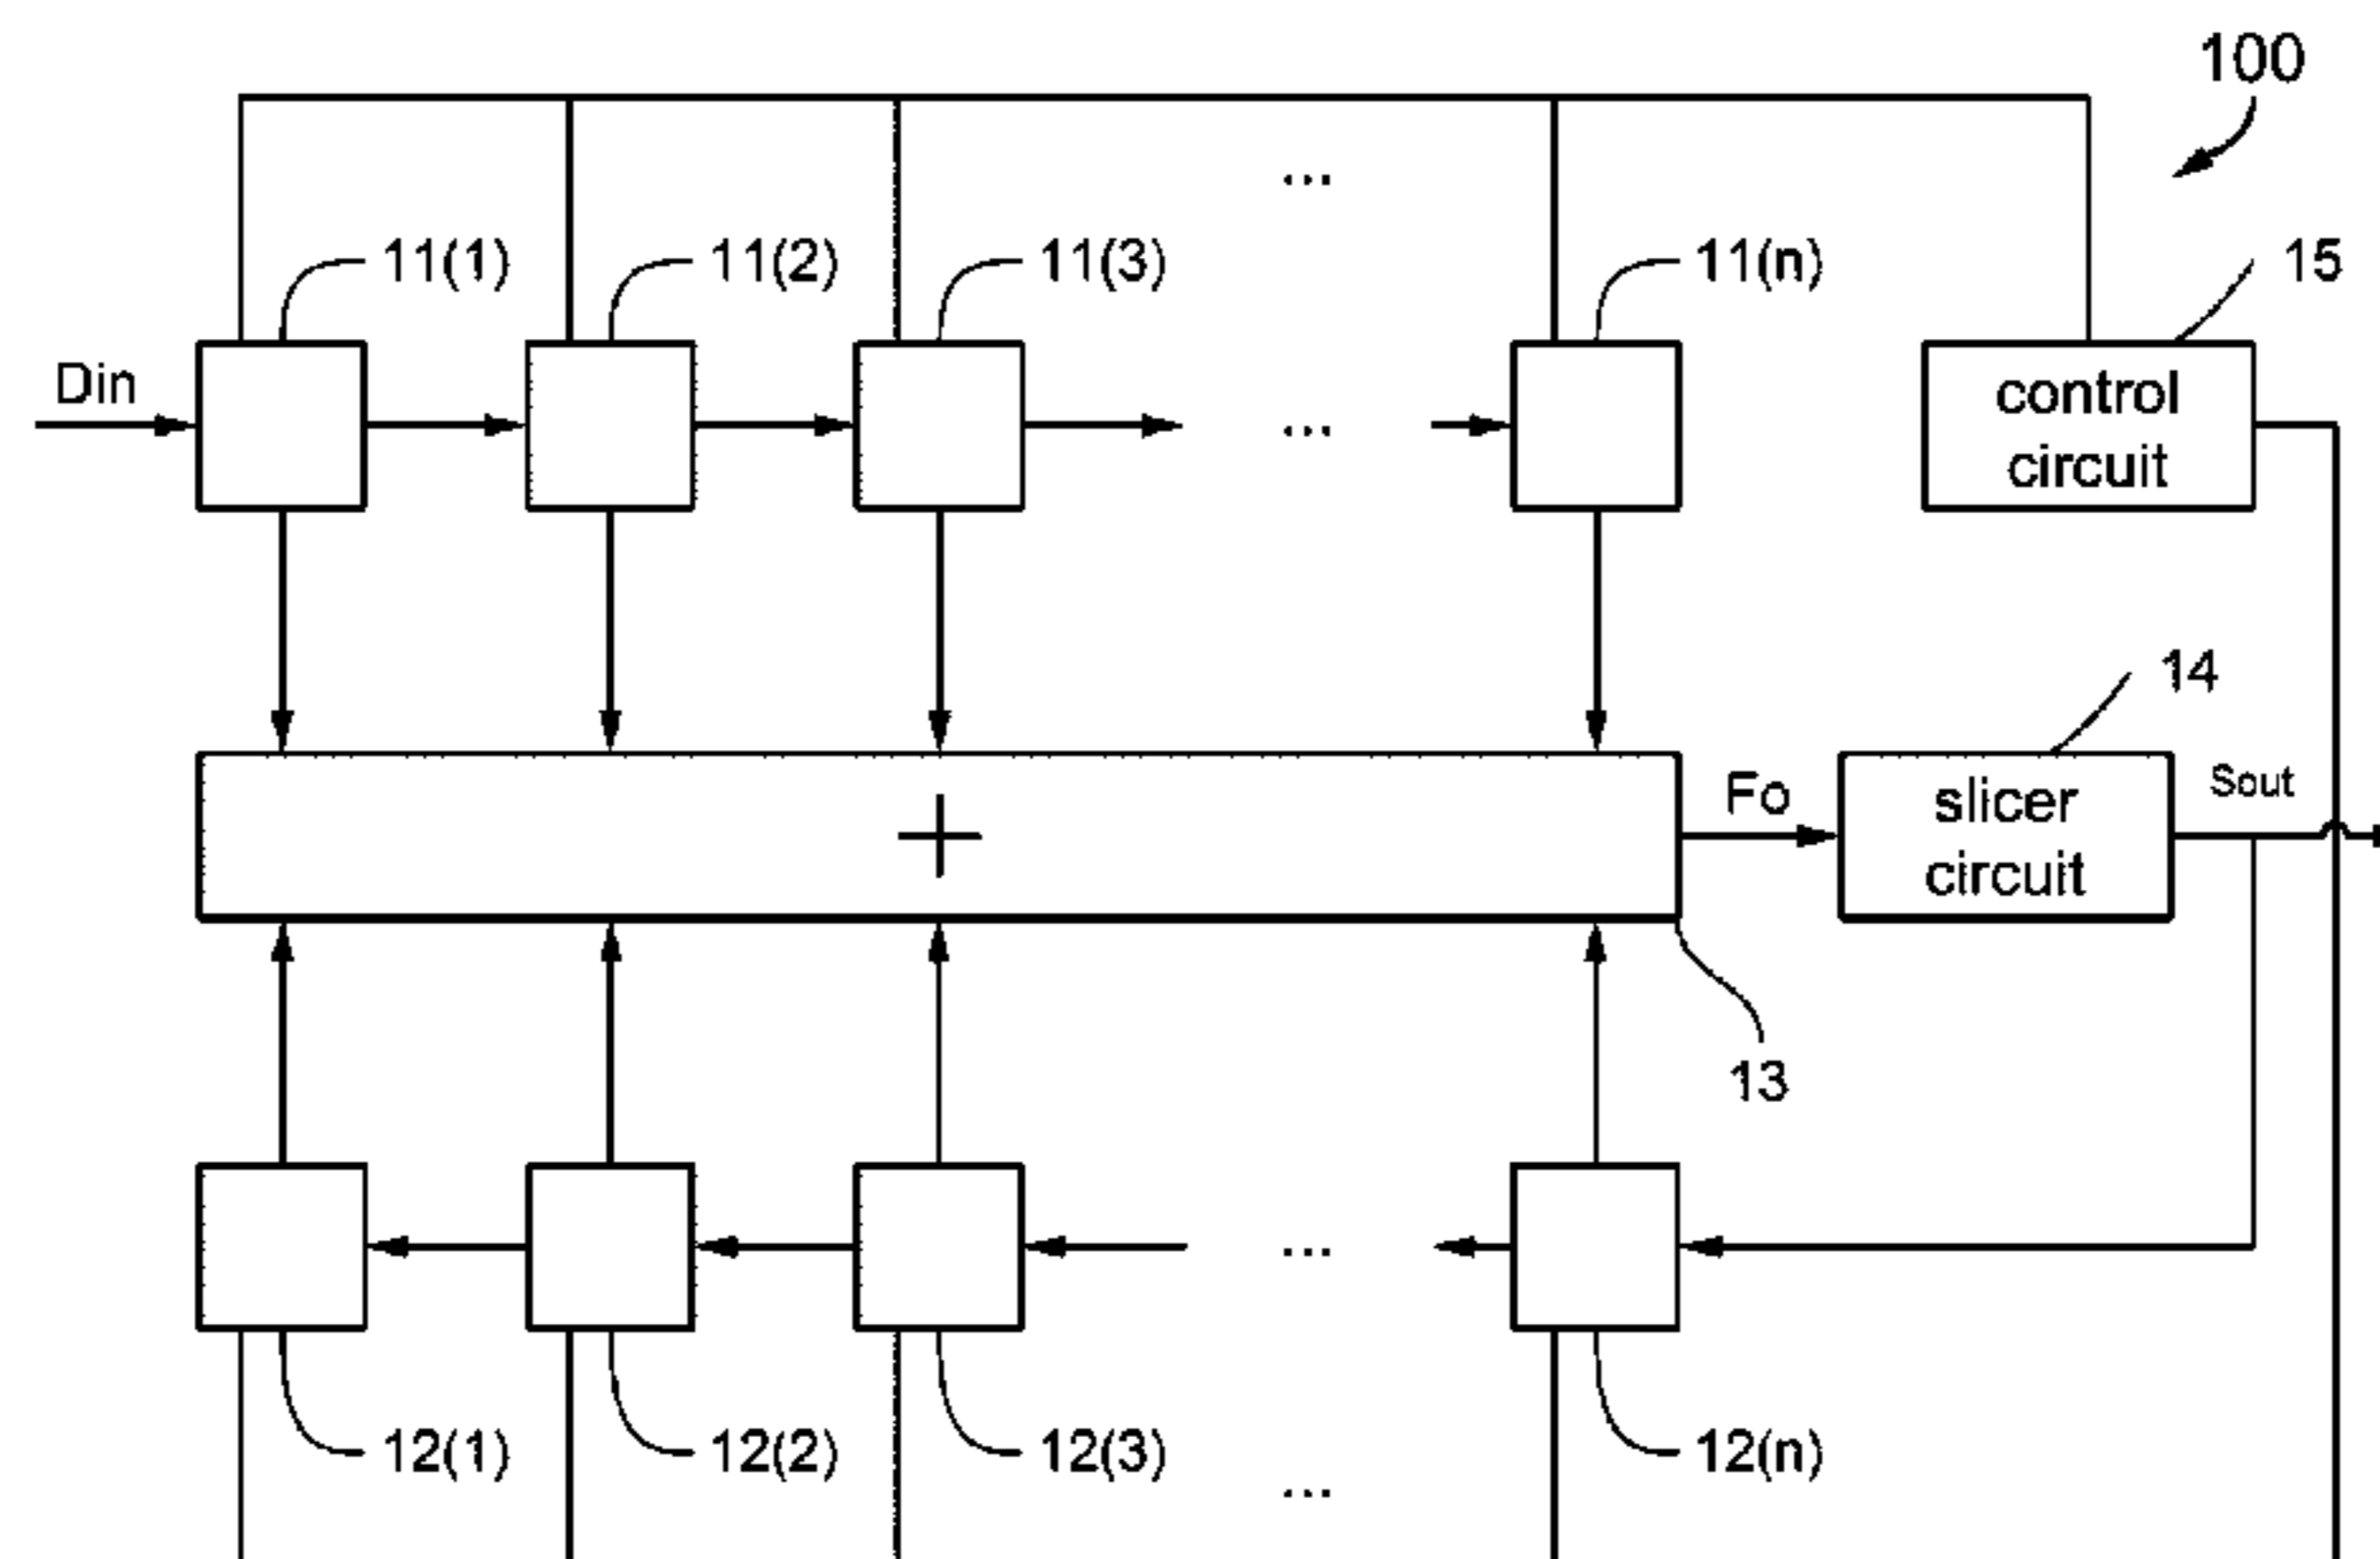 100
...
11(1) 11(2) 11(3) 11(n) 15
Din
...
control
circuit
14
Fo
slicer
circuit
Sout
+
13
...
12(1) 12(2) 12(3) 12(n)
...